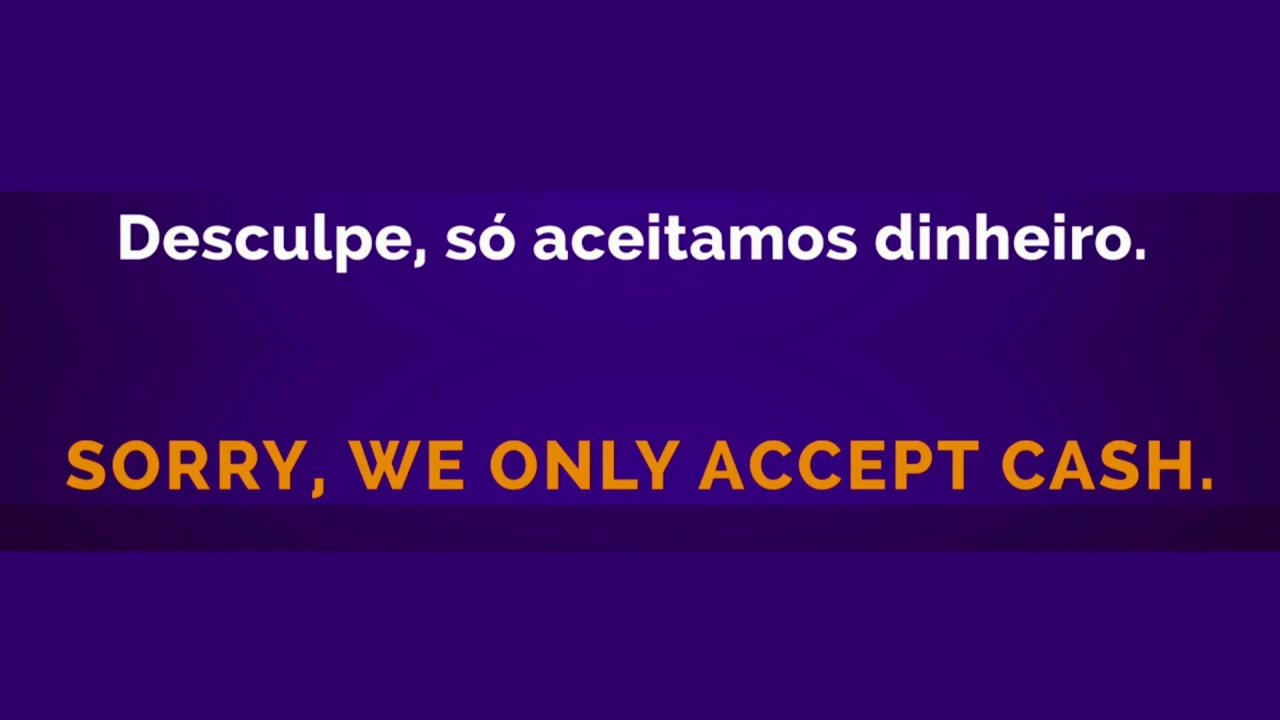 Desculpe, só aceitamos dinheiro.
SORRY, WE ONLY ACCEPT CASH.